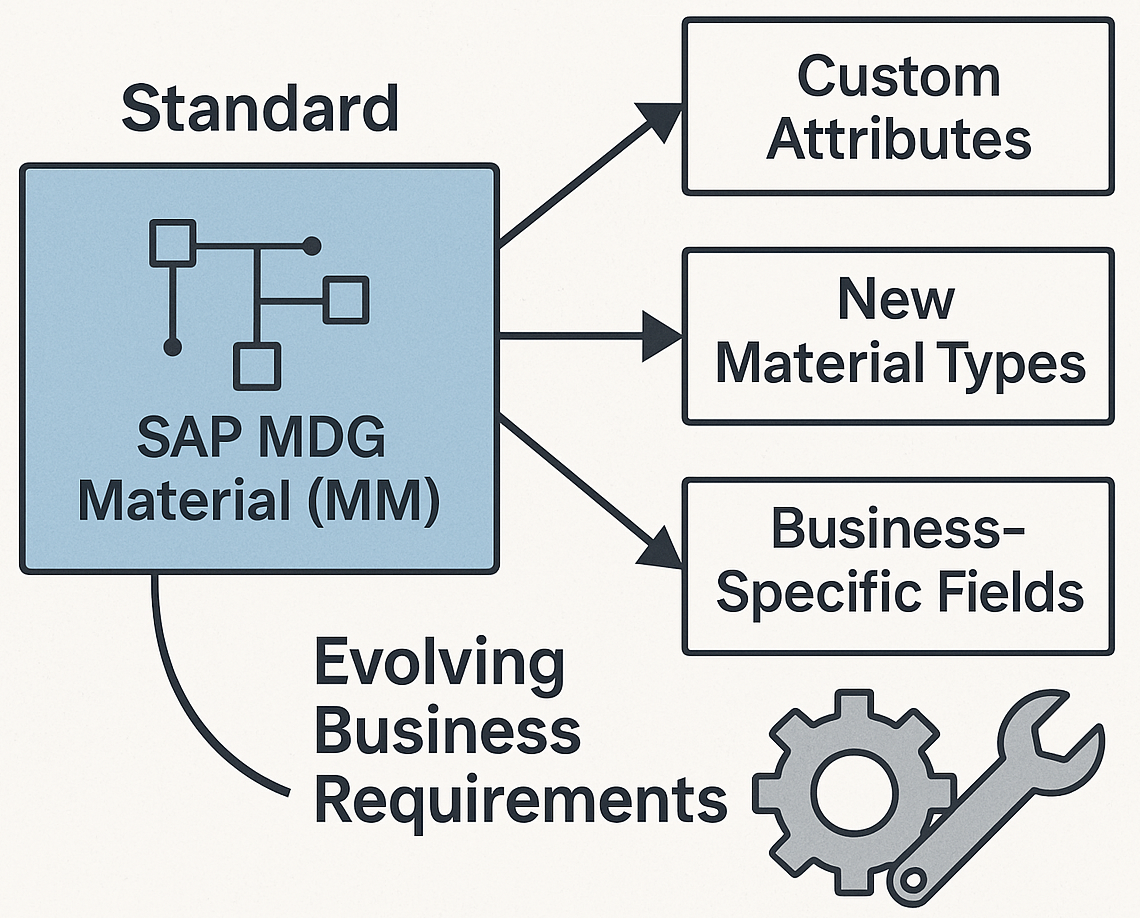 Standard
SAP MDG
Material (MM)
Custom
Attributes
New
Material Types
Business-
Specific Fields
Evolving
Business
Requirements